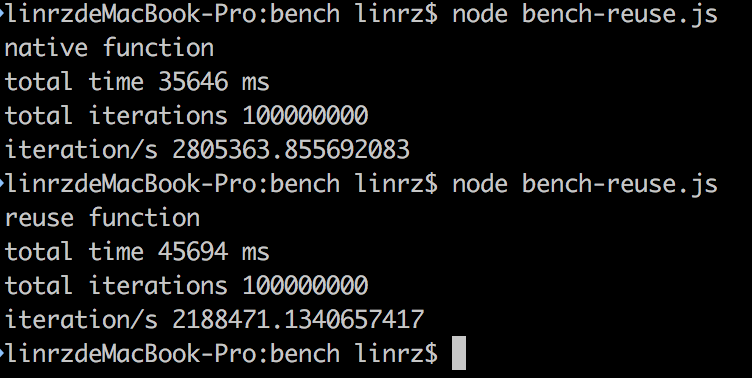 linrzdeMacBook-Pro:bench linrz$ node bench-reuse.js
native function
total time 35646 ms
total iterations 100000000
iteration/s 2805363.855692083
linrzdeMacBook-Pro:bench linrz$ node bench-reuse.js
reuse function
total time 45694 ms
total iterations 100000000
iteration/s 2188471.1340657417
linrzdeMacBook-Pro:bench linrz$